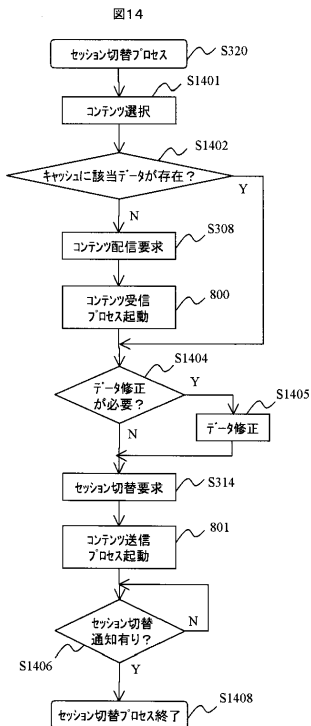 図14
セッション切替プロセス
S320
S1401
コンテンツ選択
S1402
キャッシュに該当データが存在?
Y
N
S308
コンテンツ配信要求
800
コンテンツ受信
プロセス起動
S1404
データ修正
が必要?
Y
S1405
データ修正
N
S314
セッション切替要求
801
コンテンツ送信
プロセス起動
セッション切替
通知有り?
N
S1406
Y
S1408
セッション切替プロセス終了